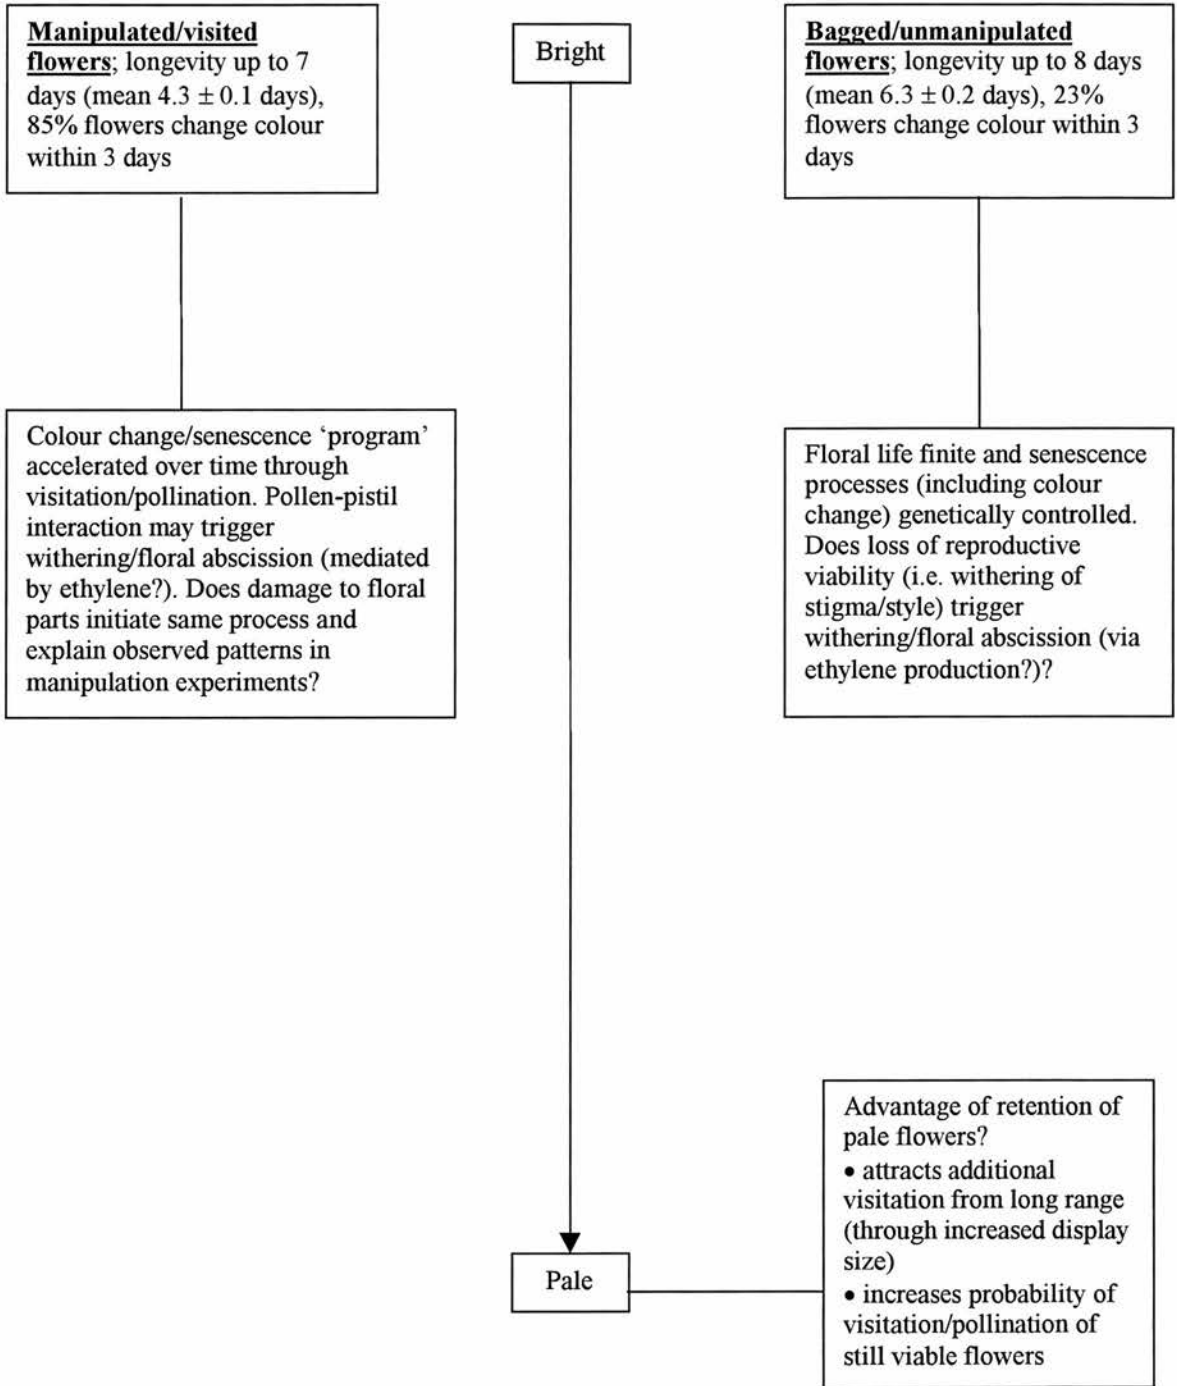 Manipulated/visited
flowers; longevity up to 7
days (mean 4.3 ± 0.1 days),
85% flowers change colour
within 3 days
Bright
Bagged/unmanipulated
flowers; longevity up to 8 days
(mean 6.3 ± 0.2 days), 23%
flowers change colour within 3
days
Colour change/senescence ‘program’
accelerated over time through
visitation/pollination. Pollen-pistil
interaction may trigger
withering/floral abscission (mediated
by ethylene?). Does damage to floral
parts initiate same process and
explain observed patterns in
manipulation experiments?
Floral life finite and senescence
processes (including colour
change) genetically controlled.
Does loss of reproductive
viability (i.e. withering of
stigma/style) trigger
withering/floral abscission (via
ethylene production?)?
Pale
Advantage of retention of
pale flowers?
• attracts additional
visitation from long range
(through increased display
size)
• increases probability of
visitation/pollination of
still viable flowers